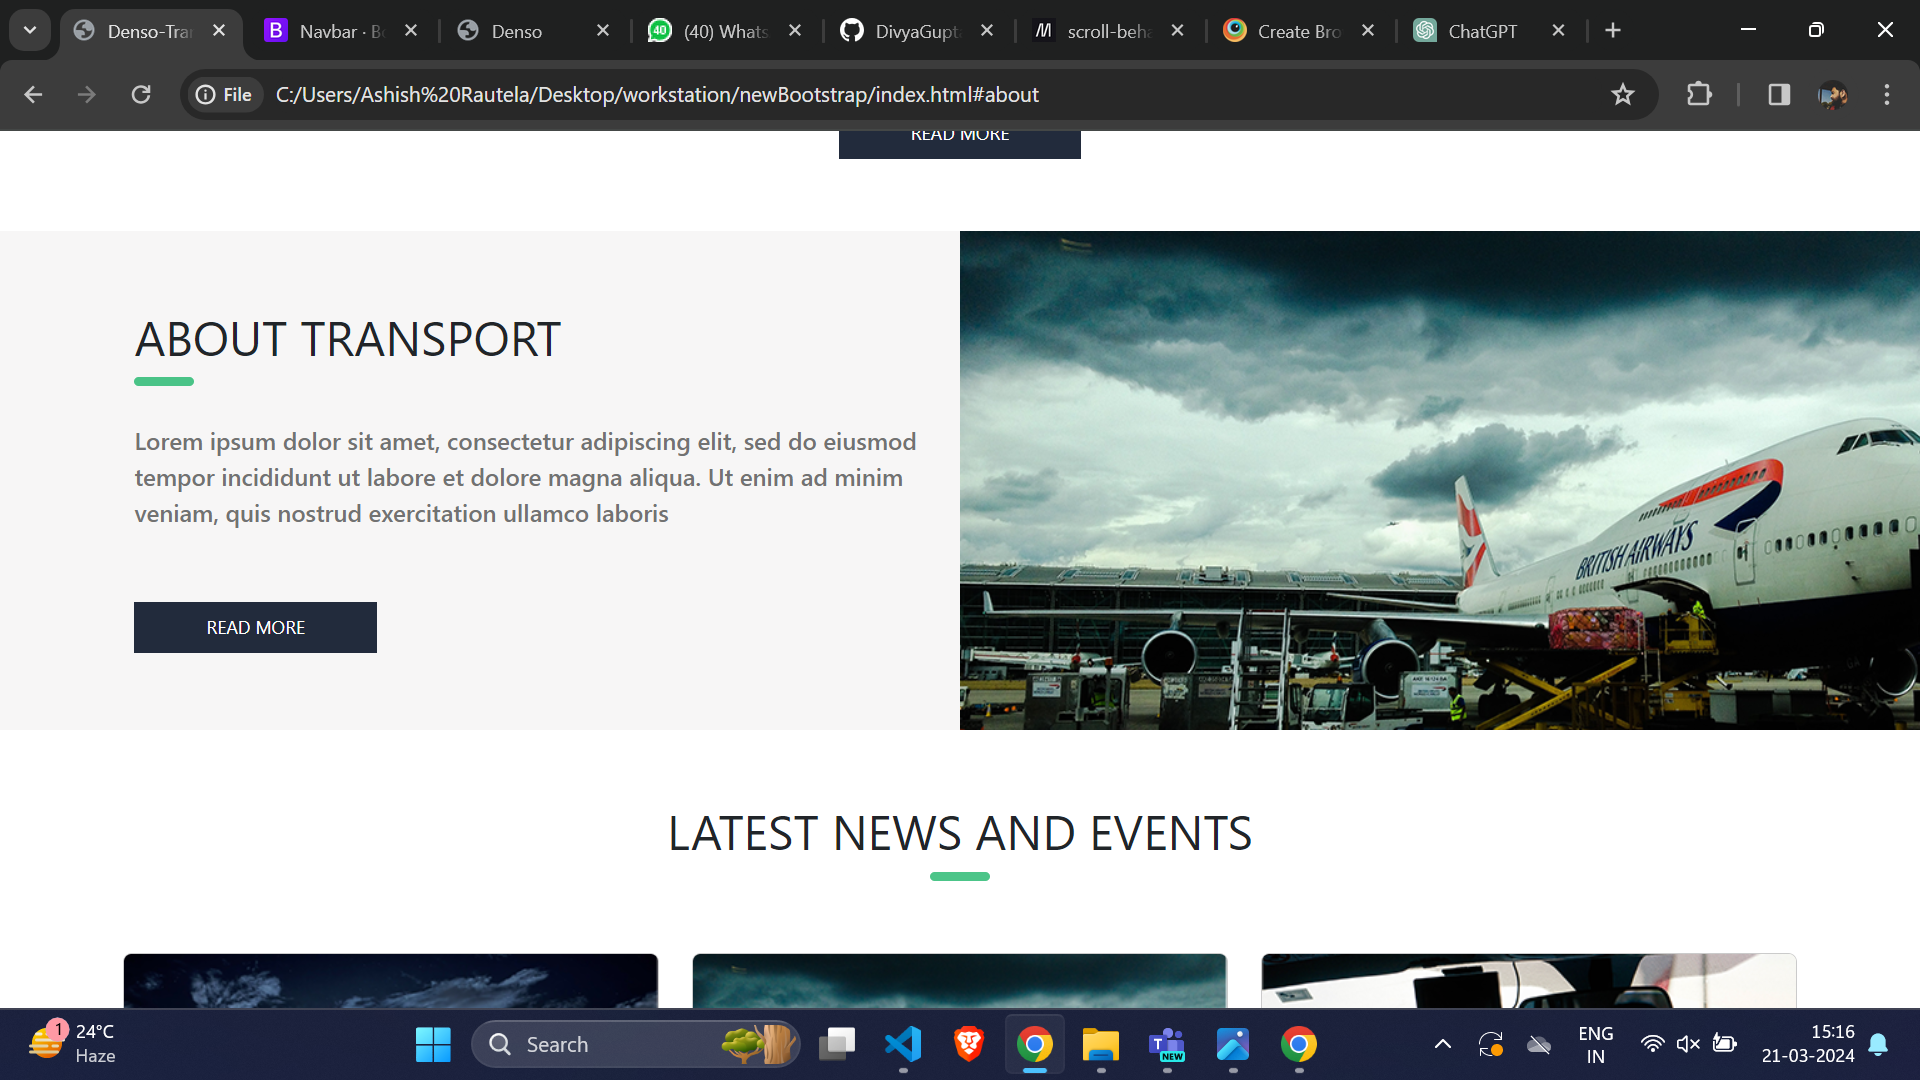 Denso-Tra
Navbar · Bo
Denso
(40) Whats
DivyaGupt
scroll-beha
Create Bro
ChatGPT
File
C:/Users/Ashish%20Rautela/Desktop/workstation/newBootstrap/index.html#about
READ MORE
ABOUT TRANSPORT
Lorem ipsum dolor sit amet, consectetur adipiscing elit, sed do eiusmod
tempor incididunt ut labore et dolore magna aliqua. Ut enim ad minim
veniam, quis nostrud exercitation ullamco laboris
READ MORE
BRITISH AIRWAYS
LATEST NEWS AND EVENTS
1
24°C
Haze
Search
NEW
ENG
IN
15:16
21-03-2024